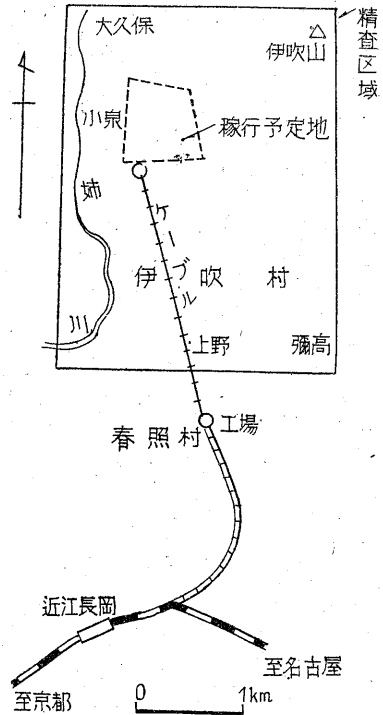 大久保
伊吹山
精査区域
小泉
稼行予定地
姉川
ケーブル
伊吹村
上野
彌高
工場
春照村
近江長岡
至名古屋
至京都
0 1km